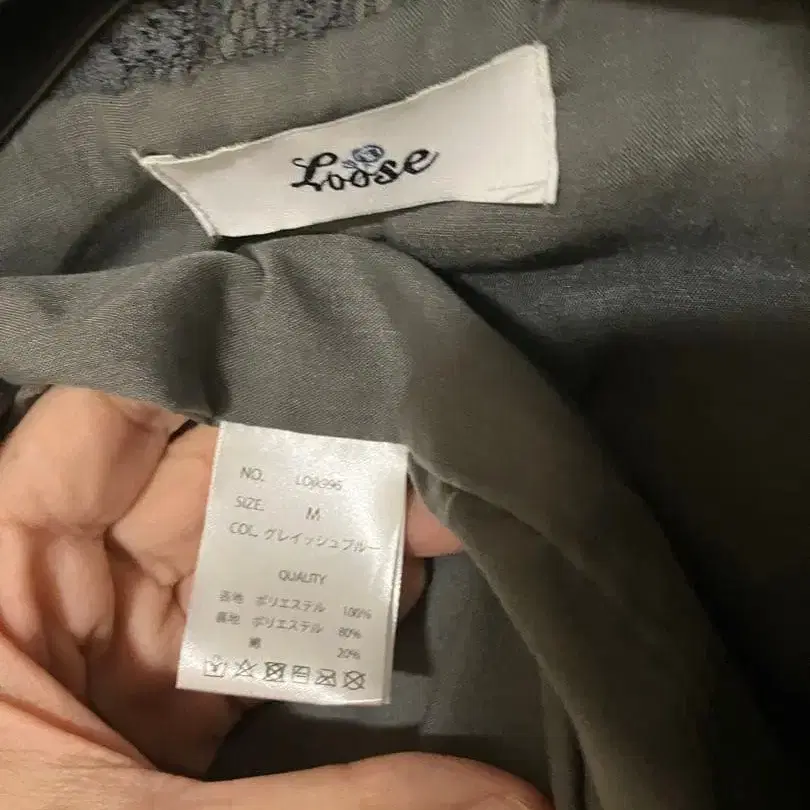 Loose
NO. LOJI396
SIZE. M
COL. グレイッシュブルー
QUALITY
表地 ポリエステル 100%
裏地 ポリエステル 80%
綿 20%